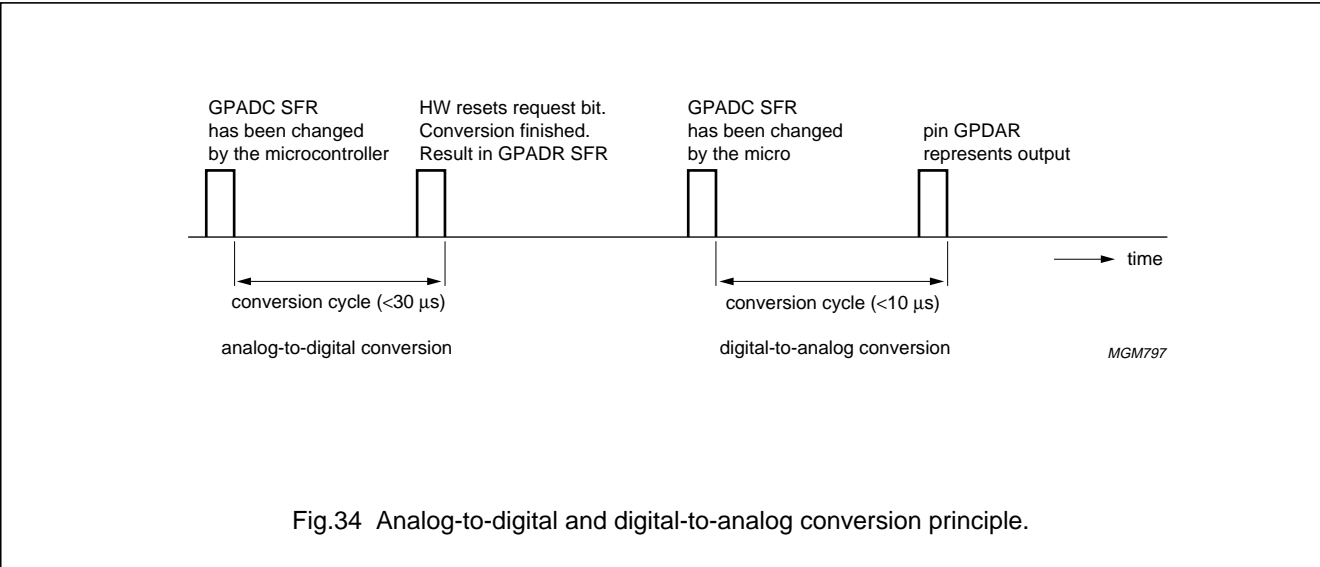 GPADC SFR
has been changed
by the microcontroller
HW resets request bit.
Conversion finished.
Result in GPADR SFR
GPADC SFR
has been changed
by the micro
pin GPDAR
represents output
time
conversion cycle (<30 μs)
conversion cycle (<10 μs)
analog-to-digital conversion
digital-to-analog conversion
MGM797
Fig.34 Analog-to-digital and digital-to-analog conversion principle.